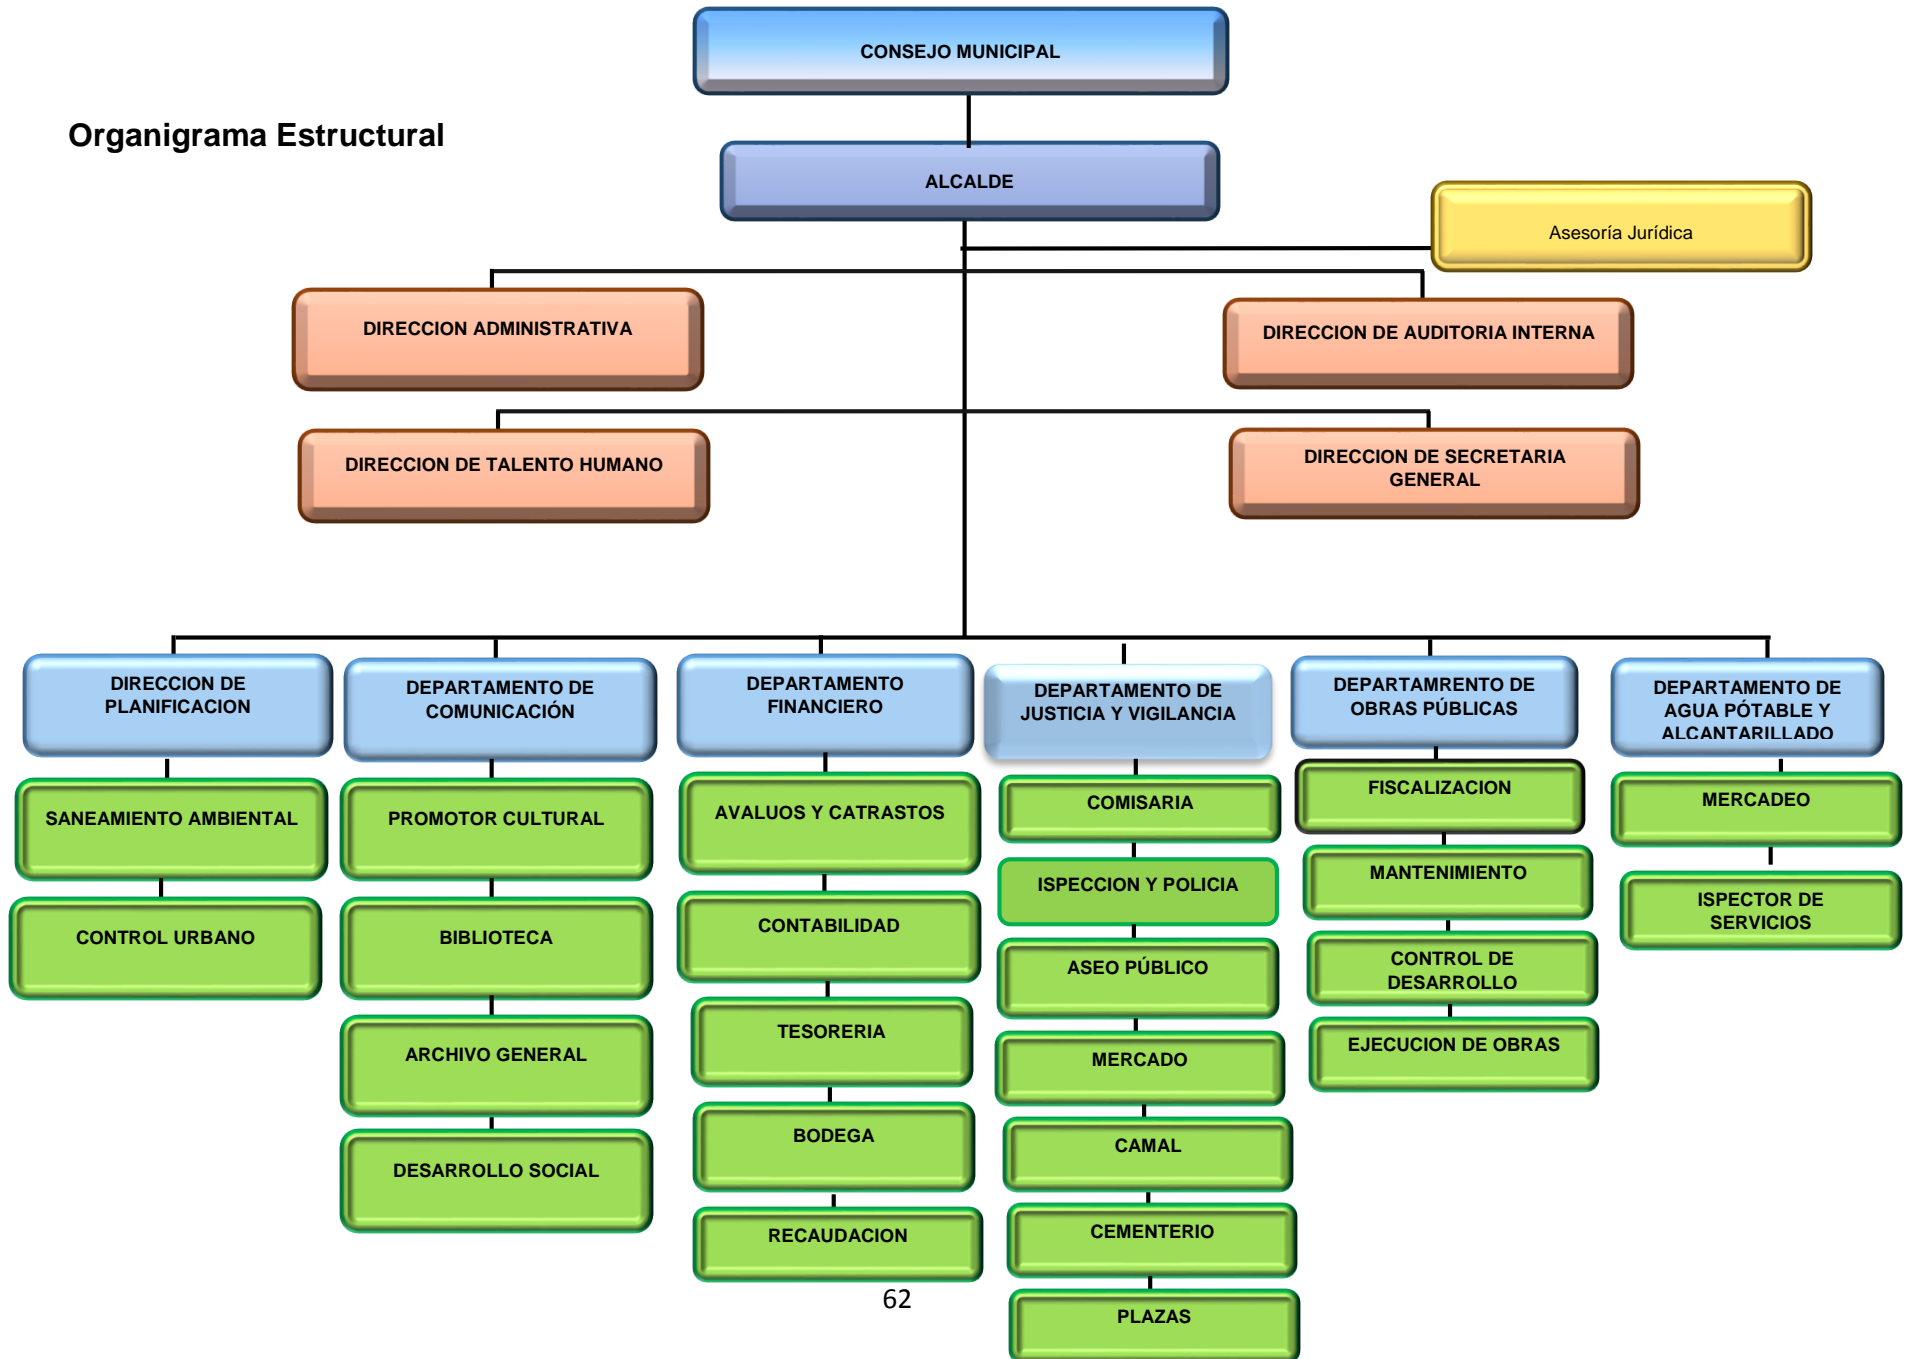 CONSEJO MUNICIPAL
Organigrama Estructural
ALCALDE
Asesoría Jurídica
DIRECCION ADMINISTRATIVA
DIRECCION DE AUDITORIA INTERNA
DIRECCION DE TALENTO HUMANO
DIRECCION DE SECRETARIA
GENERAL
DIRECCION DE
PLANIFICACION
SANEAMIENTO AMBIENTAL
CONTROL URBANO
DEPARTAMENTO DE
COMUNICACIÓN
PROMOTOR CULTURAL
BIBLIOTECA
ARCHIVO GENERAL
DESARROLLO SOCIAL
DEPARTAMENTO
FINANCIERO
AVALUOS Y CATRASTOS
CONTABILIDAD
TESORERIA
BODEGA
RECAUDACION
DEPARTAMENTO DE
JUSTICIA Y VIGILANCIA
COMISARIA
ISPECCION Y POLICIA
ASEO PÚBLICO
MERCADO
CAMAL
CEMENTERIO
PLAZAS
DEPARTAMRENTO DE
OBRAS PÚBLICAS
FISCALIZACION
MANTENIMIENTO
CONTROL DE
DESARROLLO
EJECUCION DE OBRAS
DEPARTAMENTO DE
AGUA PÓTABLE Y
ALCANTARILLADO
MERCADEO
ISPECTOR DE
SERVICIOS
62